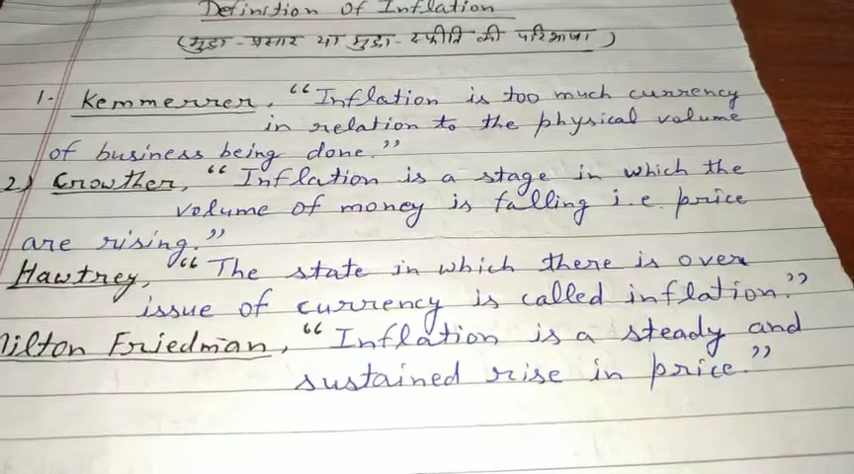 Definition Of Inflation
(मुद्रा-प्रसार या मुद्रा-स्फीति की परिभाषा)
1. Kemmerrer, “Inflation is too much currency
in relation to the physical volume
of business being done.”
2) Crowther, “Inflation is a stage in which the
volume of money is falling i.e. price
are rising.”
Hawtrey, “The state in which there is over
issue of currency is called inflation.”
Milton Friedman, “Inflation is a steady and
sustained rise in price.”